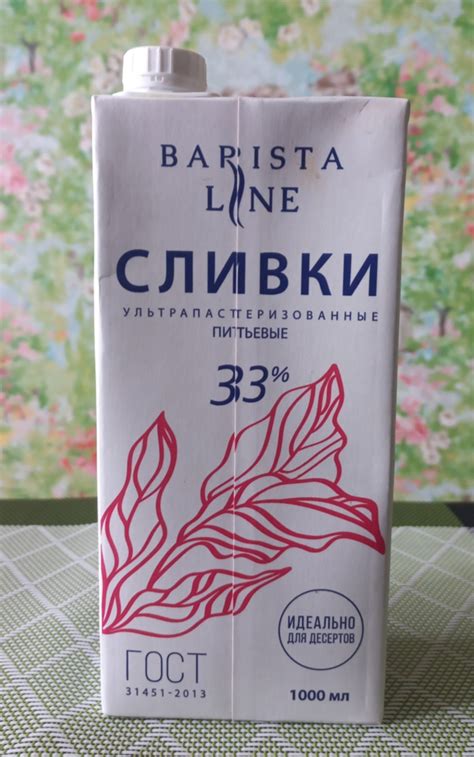 BARISTA
LINE
СЛИВКИ
УЛЬТРАПАСТЕРИЗОВАННЫЕ
ПИТЬЕВЫЕ
33%
ИДЕАЛЬНО
ДЛЯ ДЕСЕРТОВ
ГОСТ
31451-2013
1000 мл